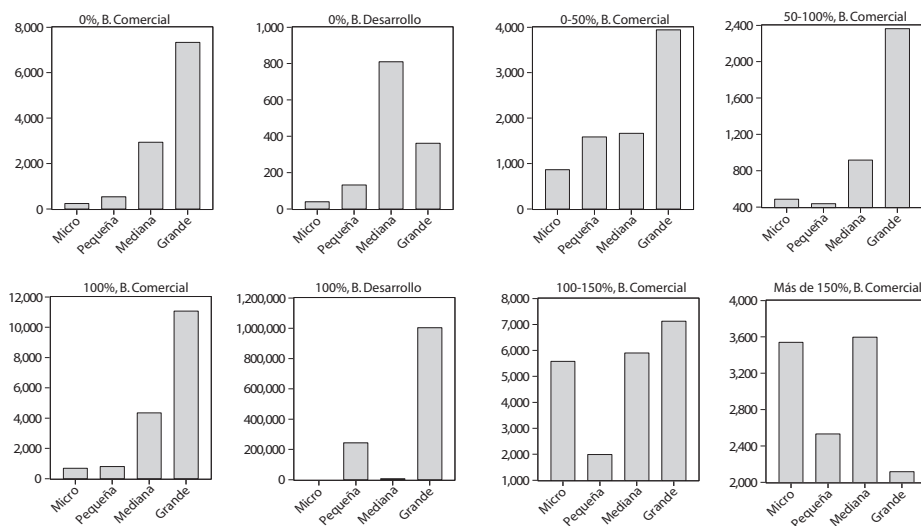 0%, B. Comercial
8,000
6,000
4,000
2,000
0
Micro
Pequeña
Mediana
Grande
0%, B. Desarrollo
1,000
800
600
400
200
0
Micro
Pequeña
Mediana
Grande
0-50%, B. Comercial
4,000
3,000
2,000
1,000
0
Micro
Pequeña
Mediana
Grande
50-100%, B. Comercial
2,400
2,000
1,600
1,200
800
400
Micro
Pequeña
Mediana
Grande
100%, B. Comercial
12,000
10,000
8,000
6,000
4,000
2,000
0
Micro
Pequeña
Mediana
Grande
100%, B. Desarrollo
1,200,000
1,000,000
800,000
600,000
400,000
200,000
0
Micro
Pequeña
Mediana
Grande
100-150%, B. Comercial
8,000
7,000
6,000
5,000
4,000
3,000
2,000
1,000
Micro
Pequeña
Mediana
Grande
Más de 150%, B. Comercial
4,000
3,600
3,200
2,800
2,400
2,000
Micro
Pequeña
Mediana
Grande